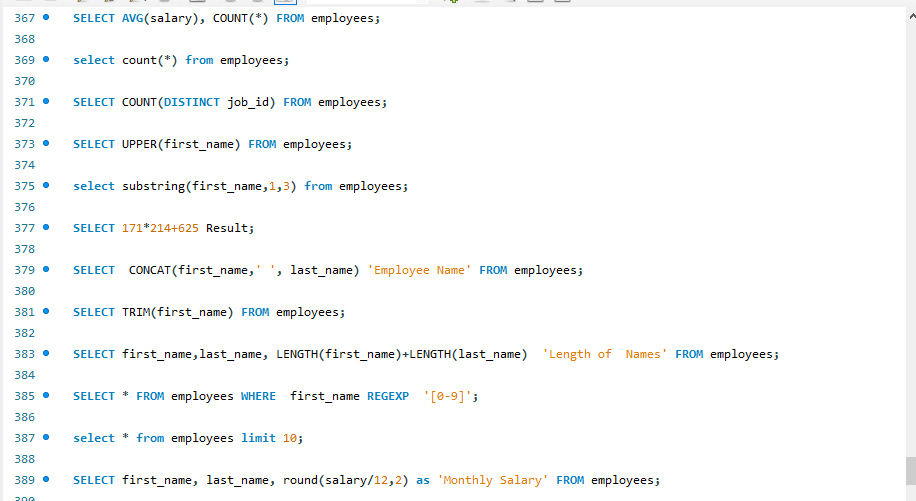 367 SELECT AVG(salary), COUNT(*) FROM employees;
368
369 select count(*) from employees;
370
371 SELECT COUNT(DISTINCT job_id) FROM employees;
372
373 SELECT UPPER(first_name) FROM employees;
374
375 select substring(first_name,1,3) from employees;
376
377 SELECT 171*214+625 Result;
378
379 SELECT  CONCAT(first_name,' ', last_name) 'Employee Name' FROM employees;
380
381 SELECT TRIM(first_name) FROM employees;
382
383 SELECT first_name,last_name, LENGTH(first_name)+LENGTH(last_name)  'Length of  Names' FROM employees;
384
385 SELECT * FROM employees WHERE  first_name REGEXP  '[0-9]';
386
387 select * from employees limit 10;
388
389 SELECT first_name, last_name, round(salary/12,2) as 'Monthly Salary' FROM employees;
390